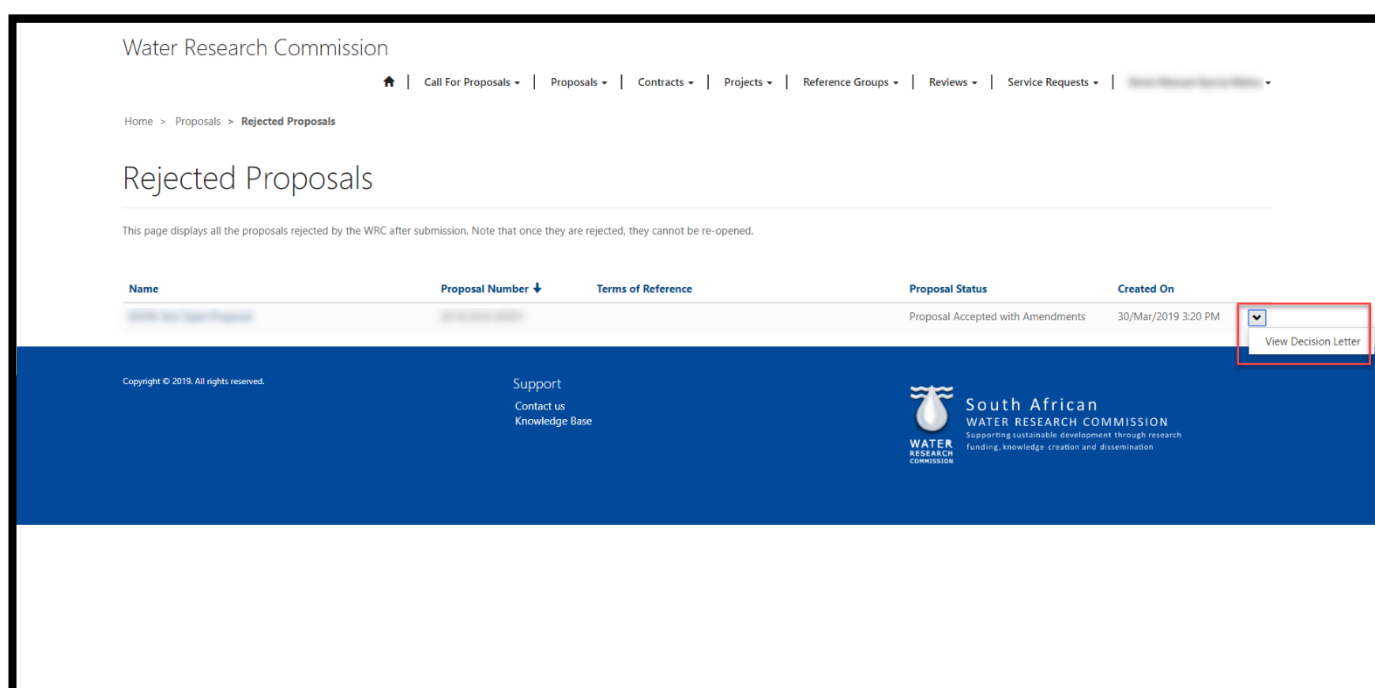 Water Research Commission
Call For Proposals
Proposals
Contracts
Projects
Reference Groups
Reviews
Service Requests
Home > Proposals > Rejected Proposals
Rejected Proposals
This page displays all the proposals rejected by the WRC after submission. Note that once they are rejected, they cannot be re-opened.
Name Proposal Number Terms of Reference Proposal Status Created On
Proposal Accepted with Amendments 30/Mar/2019 3:20 PM
View Decision Letter
Copyright © 2019. All rights reserved.
Support
Contact us
Knowledge Base
WATER
RESEARCH
COMMISSION
South African
WATER RESEARCH COMMISSION
Supporting sustainable development through research
funding, knowledge creation and dissemination